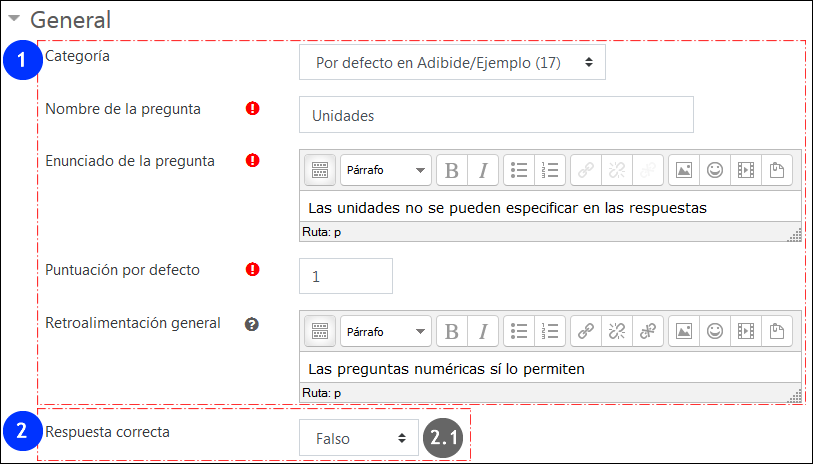 General
1
Categoría
Por defecto en Adibide/Ejemplo (17)
Nombre de la pregunta
Unidades
Enunciado de la pregunta
Párrafo
B I
Las unidades no se pueden especificar en las respuestas
Ruta: p
Puntuación por defecto
1
Retroalimentación general
Párrafo
B I
Las preguntas numéricas sí lo permiten
Ruta: p
2
Respuesta correcta
Falso
2.1